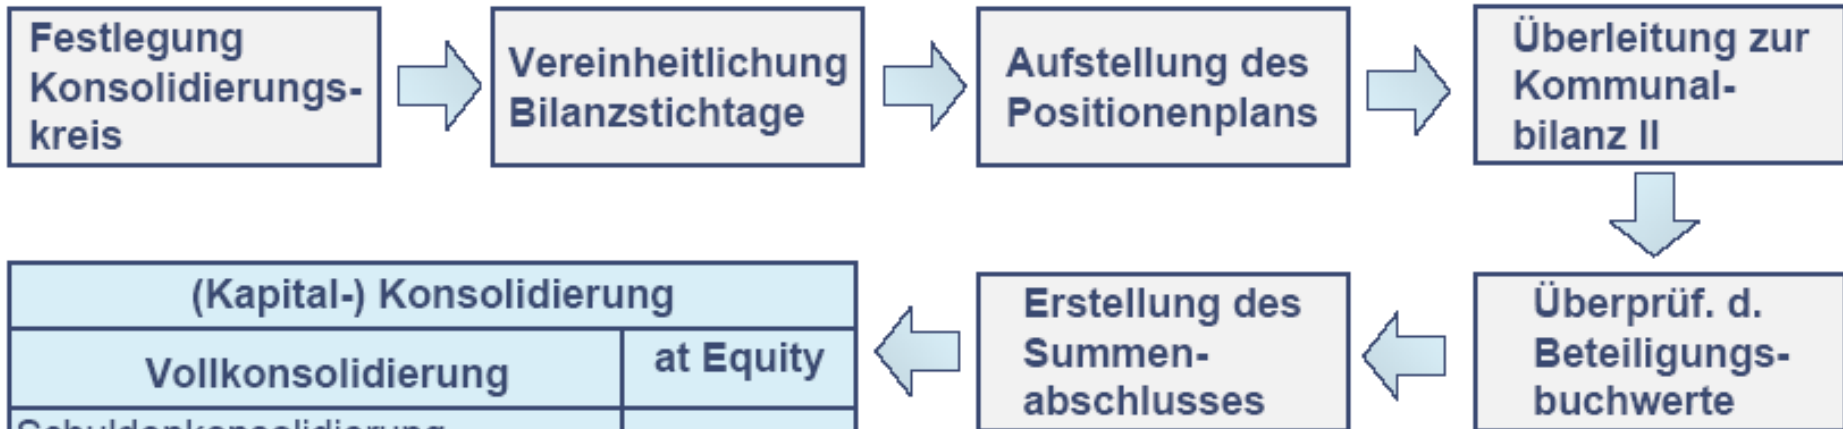 Festlegung
Konsolidierungs-
kreis
Vereinheitlichung
Bilanzstichtage
Aufstellung des
Positionenplans
Überleitung zur
Kommunal-
bilanz II
Überprüf. d.
Beteiligungs-
buchwerte
Erstellung des
Summen-
abschlusses
(Kapital-) Konsolidierung
Vollkonsolidierung
at Equity
Schuldenkonsolidierung